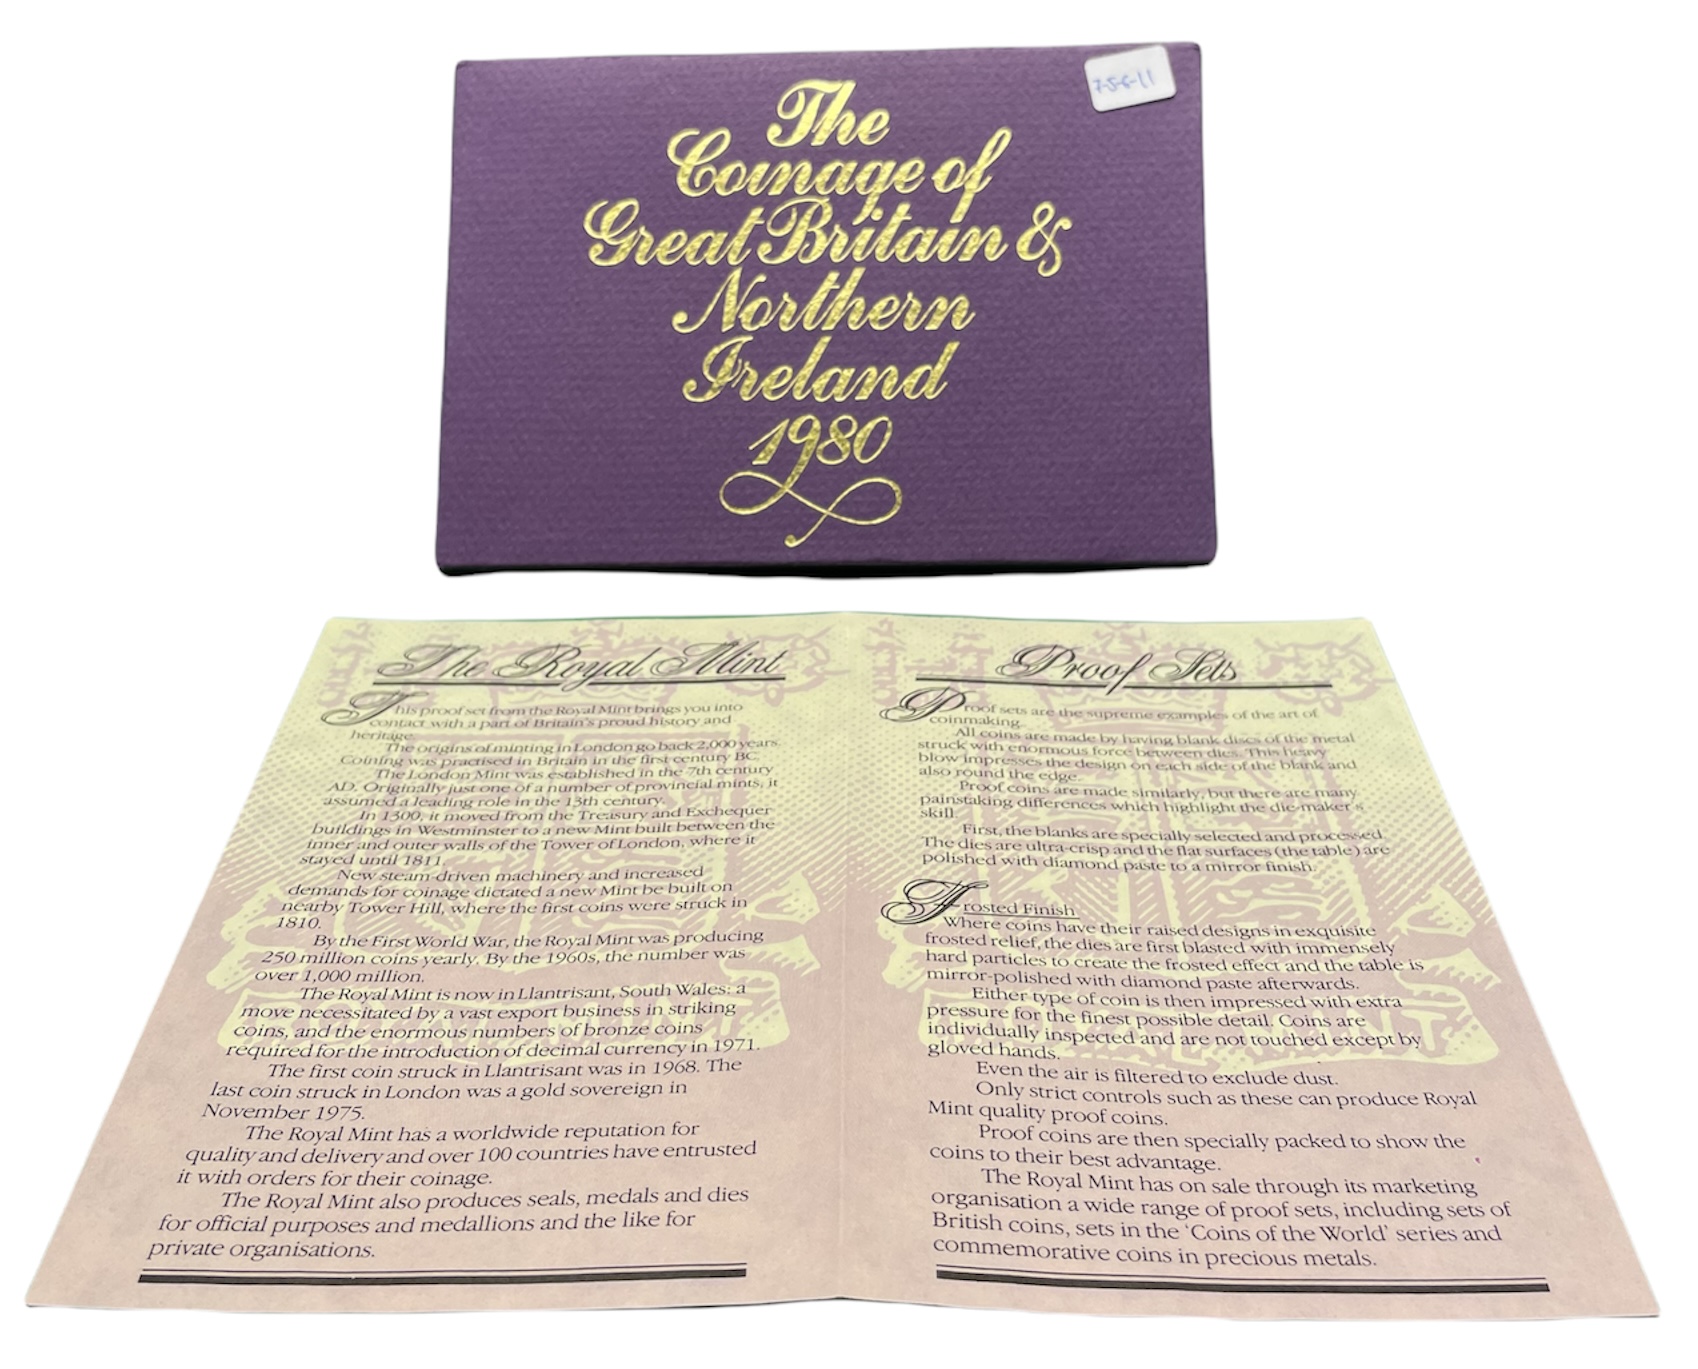 The
Coinage of
Great Britain &
Northern
Ireland
1980
7-5-6-11
The Royal Mint
This proof set from the Royal Mint brings you into
contact with a part of Britain's proud history and
heritage.
The origins of minting in London go back 2,000 years.
Coining was practised in Britain in the first century BC.
The London Mint was established in the 7th century
AD. Originally just one of a number of provincial mints, it
assumed a leading role in the 13th century.
In 1300, it moved from the Treasury and Exchequer
buildings in Westminster to a new Mint built between the
inner and outer walls of the Tower of London, where it
stayed until 1811.
New steam-driven machinery and increased
demands for coinage dictated a new Mint be built on
nearby Tower Hill, where the first coins were struck in
1810.
By the First World War, the Royal Mint was producing
250 million coins yearly. By the 1960s, the number was
over 1,000 million.
The Royal Mint is now in Llantrisant, South Wales: a
move necessitated by a vast export business in striking
coins, and the enormous numbers of bronze coins
required for the introduction of decimal currency in 1971.
The first coin struck in Llantrisant was in 1968. The
last coin struck in London was a gold sovereign in
November 1975.
The Royal Mint has a worldwide reputation for
quality and delivery and over 100 countries have entrusted
it with orders for their coinage.
The Royal Mint also produces seals, medals and dies
for official purposes and medallions and the like for
private organisations.
Proof Sets
Proof sets are the supreme examples of the art of
coinmaking.
All coins are made by having blank discs of the metal
struck with enormous force between dies. This heavy
blow impresses the design on each side of the blank and
also round the edge.
Proof coins are made similarly, but there are many
painstaking differences which highlight the die-maker's
skill.
First, the blanks are specially selected and processed.
The dies are ultra-crisp and the flat surfaces (the table) are
polished with diamond paste to a mirror finish.
Frosted Finish
Where coins have their raised designs in exquisite
frosted relief, the dies are first blasted with immensely
hard particles to create the frosted effect and the table is
mirror-polished with diamond paste afterwards.
Either type of coin is then impressed with extra
pressure for the finest possible detail. Coins are
individually inspected and are not touched except by
gloved hands.
Even the air is filtered to exclude dust.
Only strict controls such as these can produce Royal
Mint quality proof coins.
Proof coins are then specially packed to show the
coins to their best advantage.
The Royal Mint has on sale through its marketing
organisation a wide range of proof sets, including sets of
British coins, sets in the 'Coins of the World' series and
commemorative coins in precious metals.